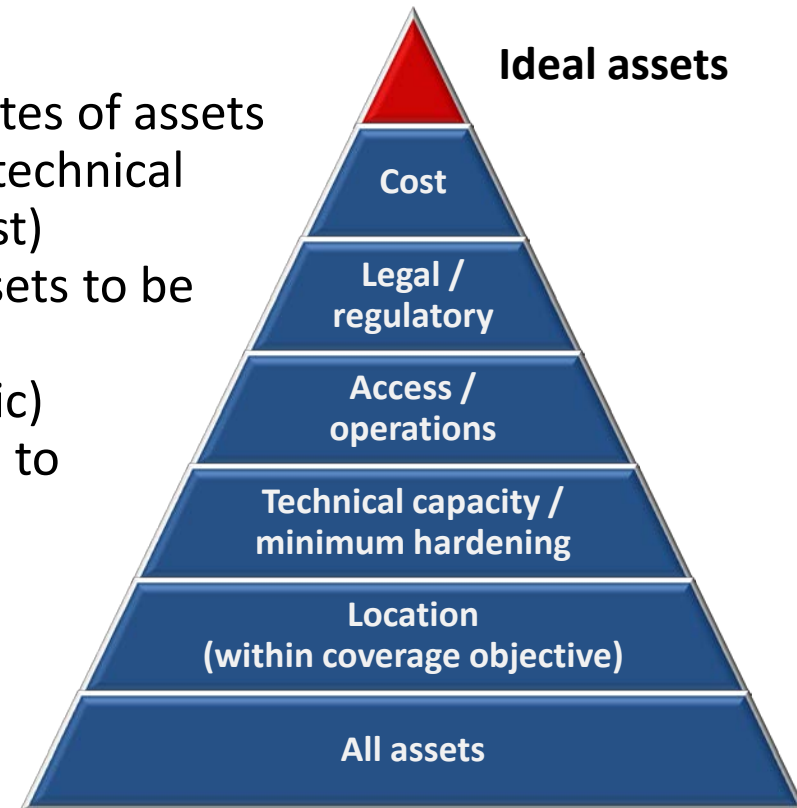 tes of assets
technical
st)
sets to be
ic)
to
Ideal assets
Cost
Legal /
regulatory
Access /
operations
Technical capacity /
minimum hardening
Location
(within coverage objective)
All assets